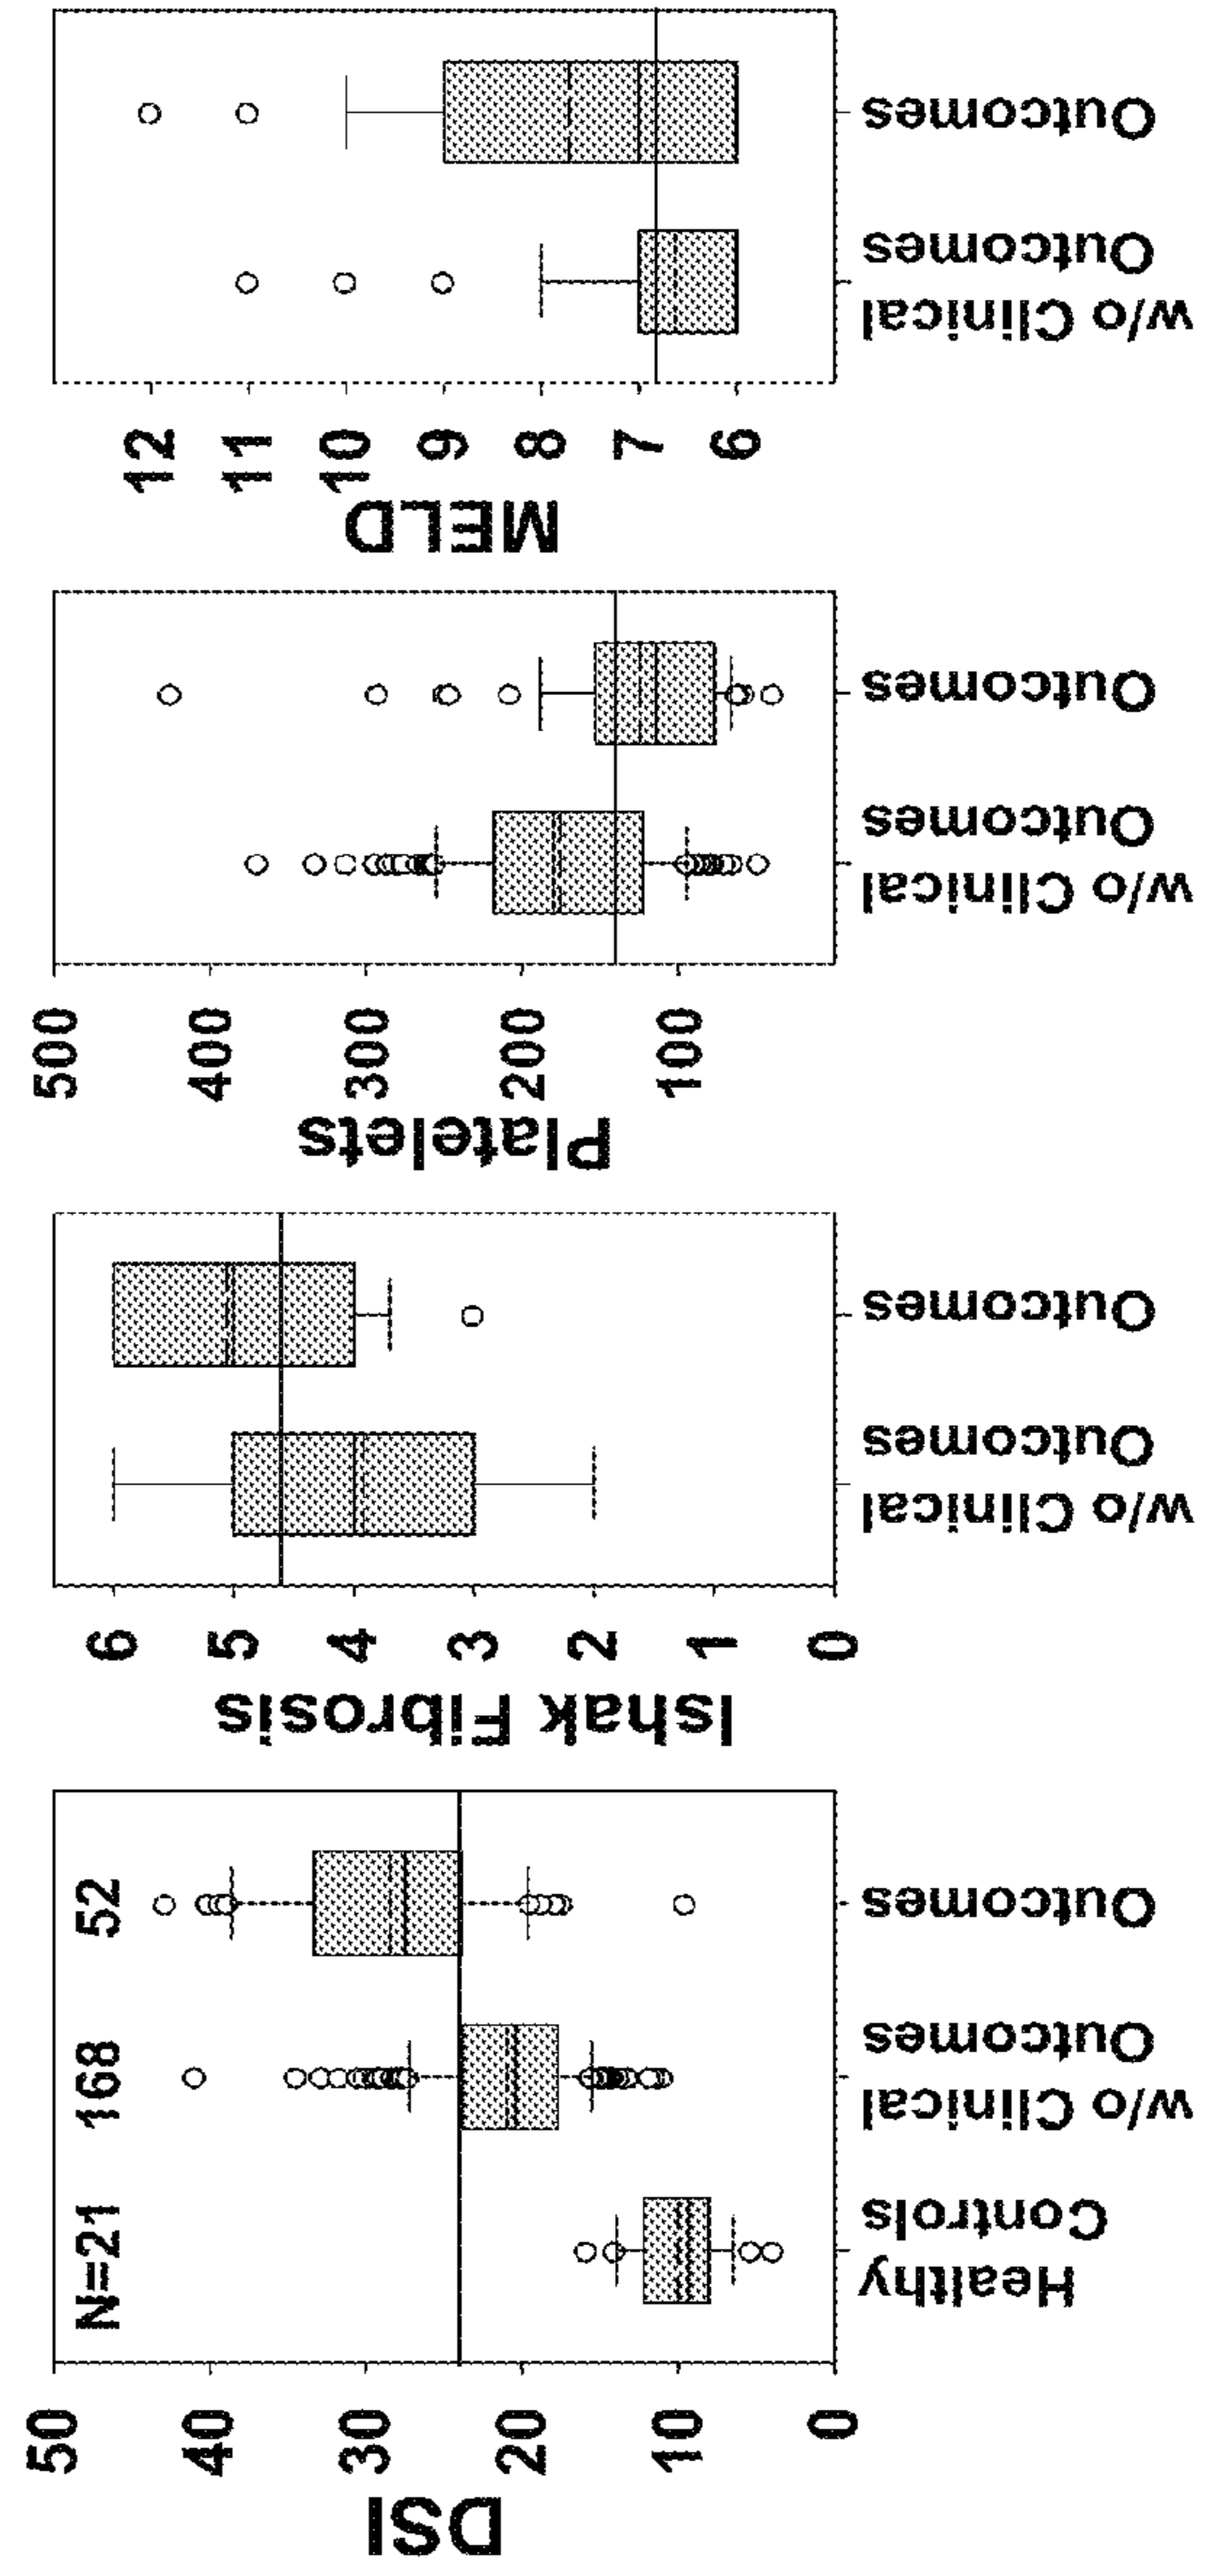 DSI
50
40
30
20
10
0
N=21
168
52
Healthy
Controls
w/o Clinical
Outcomes
Outcomes
Ishak Fibrosis
6
5
4
3
2
1
0
w/o Clinical
Outcomes
Outcomes
Platelets
500
400
300
200
100
w/o Clinical
Outcomes
Outcomes
MELD
12
11
10
9
8
7
6
w/o Clinical
Outcomes
Outcomes